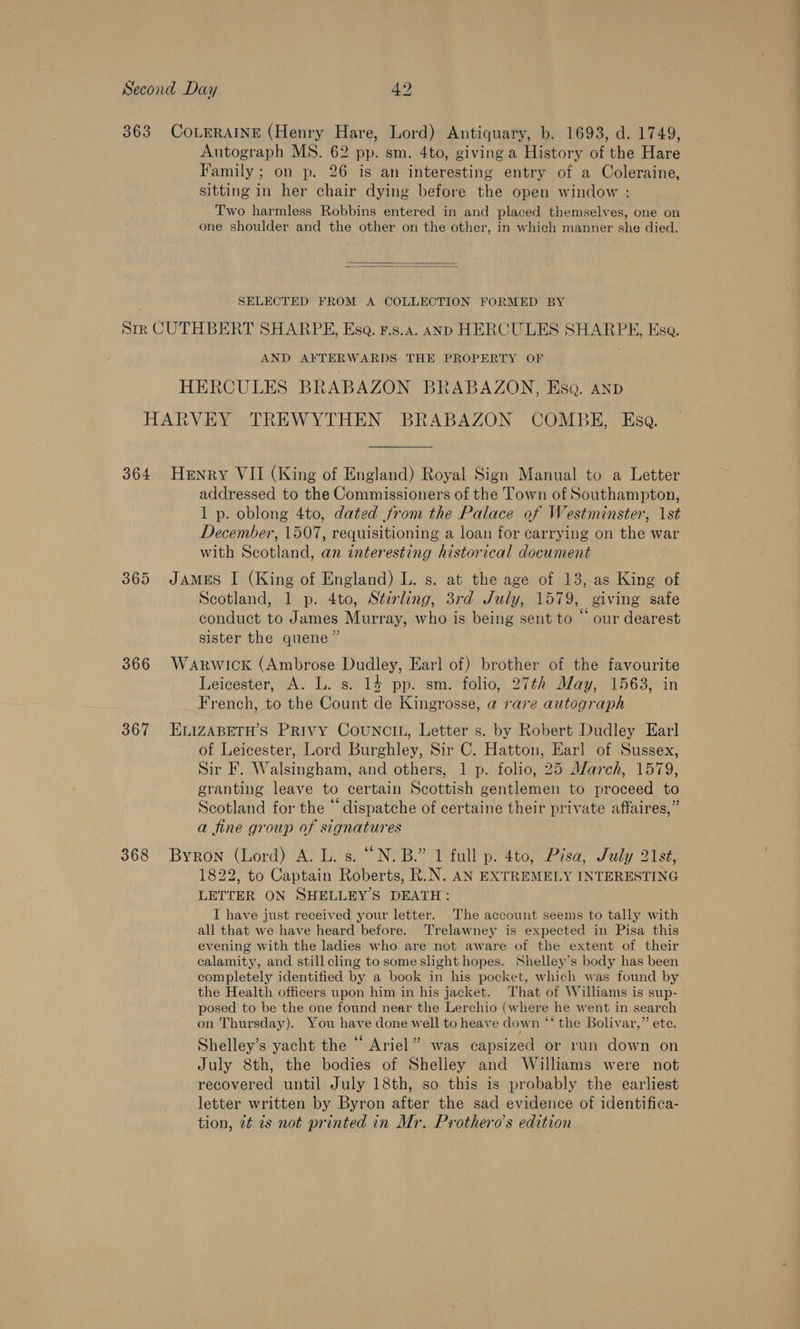 Second Day 42
363 COLERAINE (Henry Hare, Lord) Antiquary, b. 1693, d. 1749,
Autograph MS. 62 pp. sm. 4to, giving a History of the Hare
Family; on p. 26 is an interesting entry of a Coleraine,
sitting in her chair dying before the open window :
Two harmless Robbins entered in and placed themselves, one on
one shoulder and the other on the other, in which manner she died.
SELECTED FROM A COLLECTION FORMED BY
SIR CUTHBERT SHARPE, ESQ. F.S.A. AND HERCULES SHARPE, ESQ.
AND AFTERWARDS THE PROPERTY OF
HERCULES BRABAZON BRABAZON, ESQ. AND
HARVEY TREWYTHEN BRABAZON COMBE, ESQ.
364 HENRY VII (King of England) Royal Sign Manual to a Letter
addressed to the Commissioners of the Town of Southampton,
1 p. oblong 4to, dated from the Palace of Westminster, 1st
December, 1507, requisitioning a loan for carrying on the war
with Scotland, an interesting historical document
365 JAMES I (King of England) L. s. at the age of 13, as King of
Scotland, 1 p. 4to, Stirling, 3rd July, 1579, giving safe
conduct to James Murray, who is being sent to “our dearest
sister the quene”
366 WARWICK (Ambrose Dudley, Earl of) brother of the favourite
Leicester, A. L. s. 1½ pp. sm. folio, 27th May, 1563, in
French, to the Count de Kingrosse, a rare autograph
367 ELIZABETH'S PRIVY COUNCIL, Letter s. by Robert Dudley Earl
of Leicester, Lord Burghley, Sir C. Hatton, Earl of Sussex,
Sir F. Walsingham, and others, 1 p. folio, 25 March, 1579,
granting leave to certain Scottish gentlemen to proceed to
Scotland for the “dispatche of certaine their private affaires,”
a fine group of signatures
368 BYRON (Lord) A. L. s. “N. B.” 1 full p. 4to, Pisa, July 21st,
1822, to Captain Roberts, R.N. AN EXTREMELY INTERESTING
LETTER ON SHELLEY'S DEATH:
I have just received your letter. The account seems to tally with
all that we have heard before. Trelawney is expected in Pisa this
evening with the ladies who are not aware of the extent of their
calamity, and still cling to some slight hopes. Shelley's body has been
completely identified by a book in his pocket, which was found by
the Health officers upon him in his jacket. That of Williams is sup-
posed to be the one found near the Lerchio (where he went in search
on Thursday). You have done well to heave down “the Bolivar,” etc.
Shelley's yacht the “Ariel” was capsized or run down on
July 8th, the bodies of Shelley and Williams were not
recovered until July 18th, so this is probably the earliest
letter written by Byron after the sad evidence of identifica-
tion, it is not printed in Mr. Prothero's edition